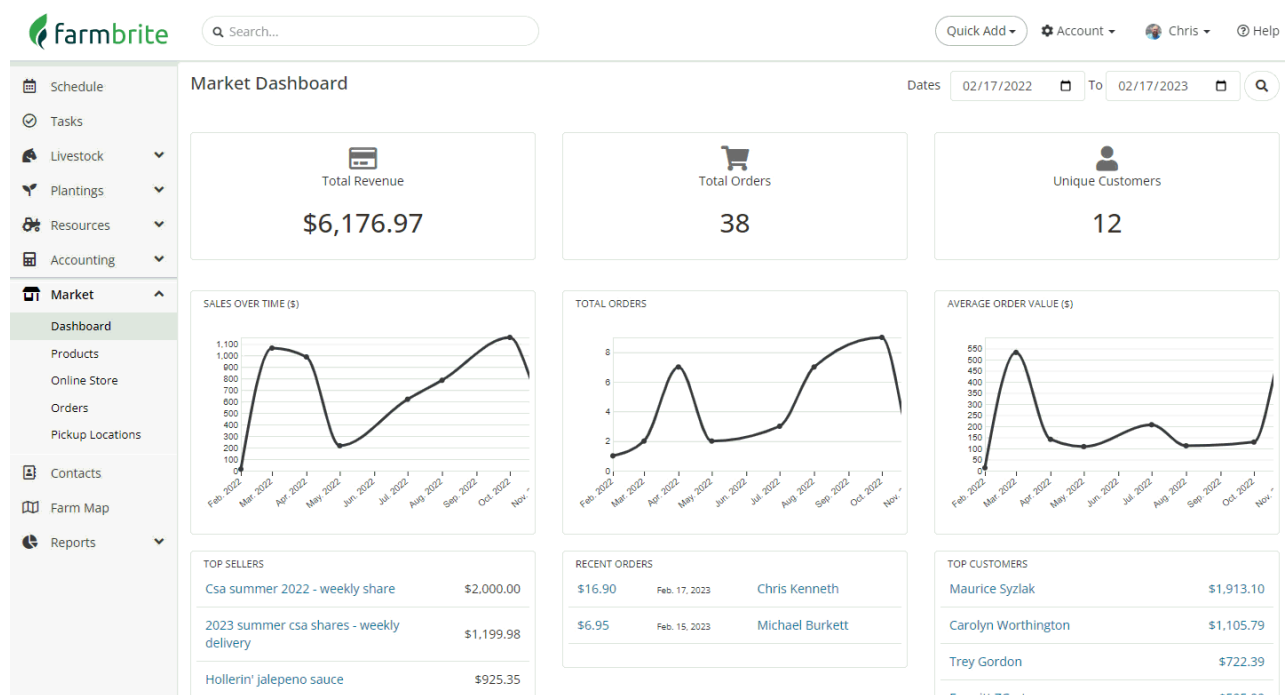 farmbrite
Search...
Quick Add
Account
Chris
Help
Schedule
Tasks
Livestock
Plantings
Resources
Accounting
Market
Dashboard
Products
Online Store
Orders
Pickup Locations
Contacts
Farm Map
Reports
Market Dashboard
Dates 02/17/2022 To 02/17/2023
Total Revenue
$6,176.97
Total Orders
38
Unique Customers
12
SALES OVER TIME ($)
1,100
1,000
900
800
700
600
500
400
300
200
100
0
Feb. 2022 Mar. 2022 Apr. 2022 May. 2022 Jun. 2022 Jul. 2022 Aug. 2022 Sep. 2022 Oct. 2022 Nov.
TOTAL ORDERS
8
6
4
2
0
Feb. 2022 Mar. 2022 Apr. 2022 May. 2022 Jun. 2022 Jul. 2022 Aug. 2022 Sep. 2022 Oct. 2022 Nov.
AVERAGE ORDER VALUE ($)
550
500
450
400
350
300
250
200
150
100
50
0
Feb. 2022 Mar. 2022 Apr. 2022 May. 2022 Jun. 2022 Jul. 2022 Aug. 2022 Sep. 2022 Oct. 2022 Nov.
TOP SELLERS
Csa summer 2022 - weekly share $2,000.00
2023 summer csa shares - weekly
delivery $1,199.98
Hollerin' jalepeno sauce $925.35
RECENT ORDERS
$16.90 Feb. 17, 2023 Chris Kenneth
$6.95 Feb. 15, 2023 Michael Burkett
TOP CUSTOMERS
Maurice Syzlak $1,913.10
Carolyn Worthington $1,105.79
Trey Gordon $722.39